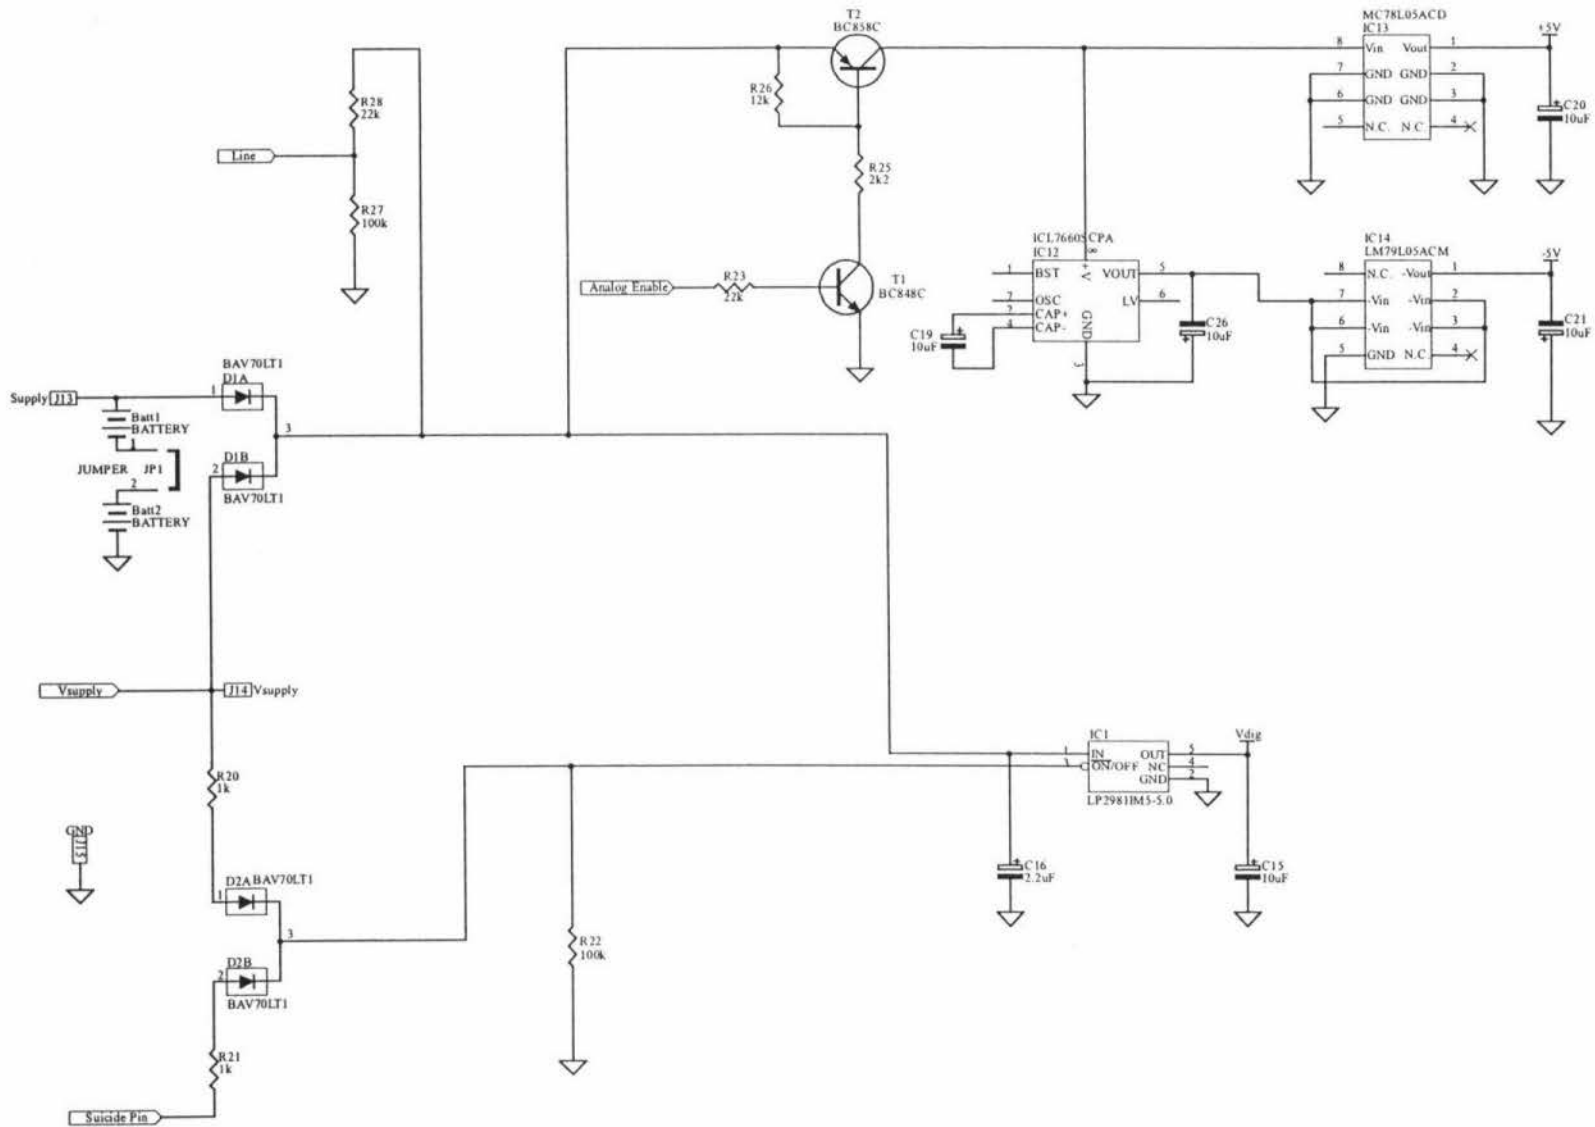 T2
BC858C
MC78L05ACD
IC13
+5V
8 Vin Vout 1
7 GND GND 2
6 GND GND 3
5 N.C. N.C. 4
R26
12k
R28
22k
C20
10uF
Line
R25
2k2
R27
100k
ICL7660SCPA
IC12
8
+V
1 BST VOUT 5
OSC LV 6
2 CAP+
4 CAP-
GND
3
IC14
LM79L05ACM
-5V
8 N.C. -Vout 1
7 -Vin -Vin 2
6 -Vin -Vin 3
5 GND N.C. 4
Analog Enable
R23
22k
T1
BC848C
C19
10uF
C26
10uF
C21
10uF
BAV70LT1
D1A
Supply J13
1
Batt1
BATTERY
3
1
JUMPER JP1
2
D1B
2
BAV70LT1
Batt2
BATTERY
Vsupply
J14 Vsupply
IC1
Vdig
1 IN OUT 5
3 ON/OFF NC 4
GND 2
LP2981IM5-5.0
R20
1k
GND
J15
C16
2.2uF
C15
10uF
D2A BAV70LT1
1
3
R22
100k
D2B
2
BAV70LT1
R21
1k
Suicide Pin